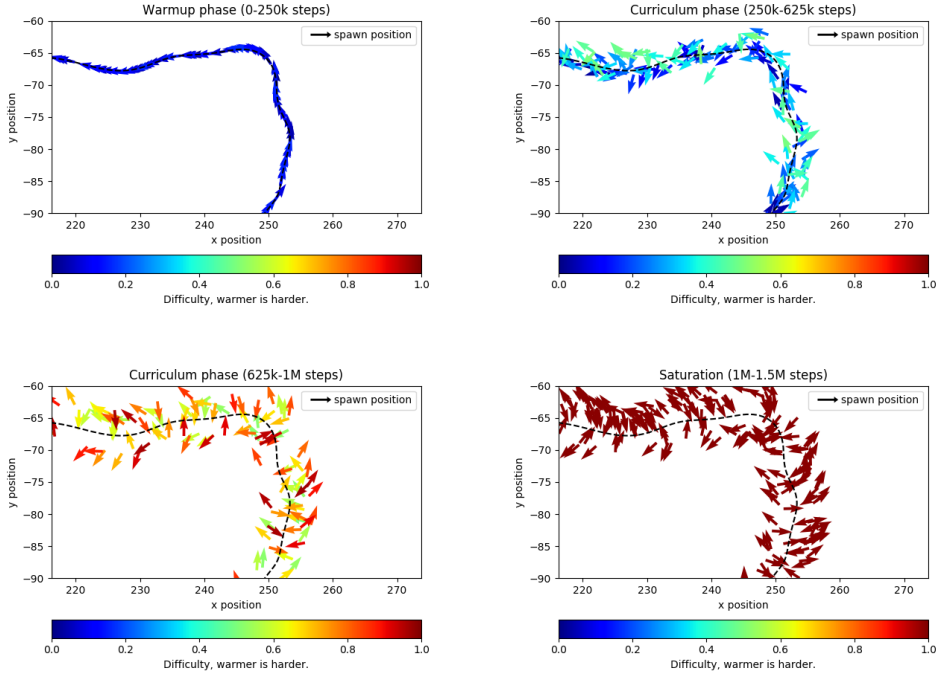 Warmup phase (0-250k steps)
spawn position
y position
−60
−65
−70
−75
−80
−85
−90
220 230 240 250 260 270
x position
0.0 0.2 0.4 0.6 0.8 1.0
Difficulty, warmer is harder.
Curriculum phase (250k-625k steps)
spawn position
y position
−60
−65
−70
−75
−80
−85
−90
220 230 240 250 260 270
x position
0.0 0.2 0.4 0.6 0.8 1.0
Difficulty, warmer is harder.
Curriculum phase (625k-1M steps)
spawn position
y position
−60
−65
−70
−75
−80
−85
−90
220 230 240 250 260 270
x position
0.0 0.2 0.4 0.6 0.8 1.0
Difficulty, warmer is harder.
Saturation (1M-1.5M steps)
spawn position
y position
−60
−65
−70
−75
−80
−85
−90
220 230 240 250 260 270
x position
0.0 0.2 0.4 0.6 0.8 1.0
Difficulty, warmer is harder.